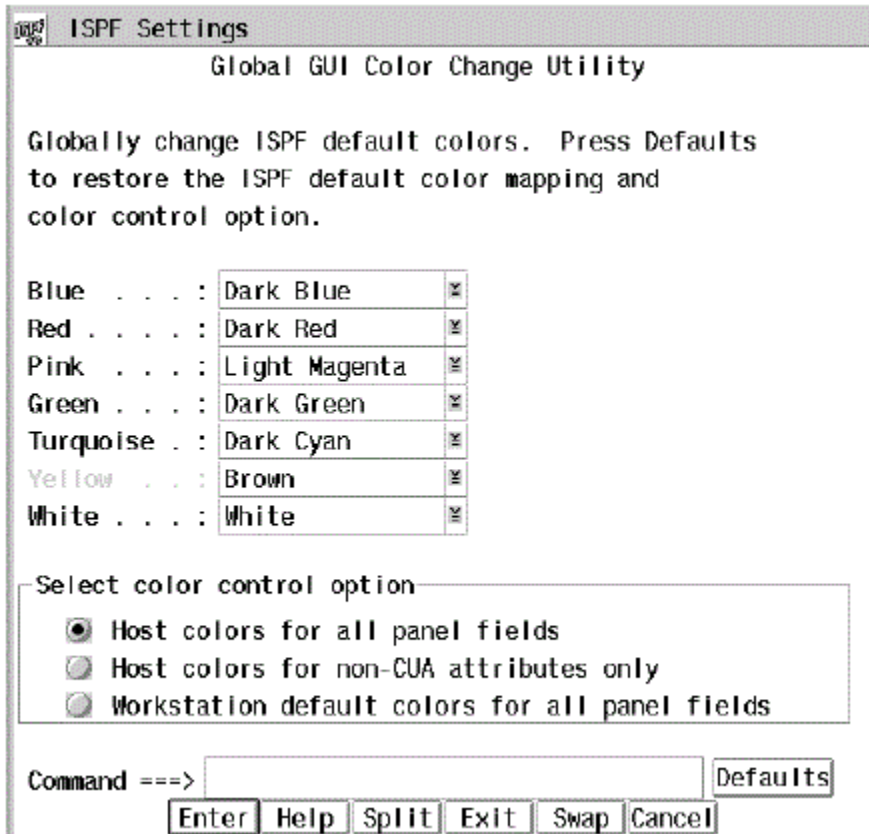 ISPF Settings
Global GUI Color Change Utility
Globally change ISPF default colors. Press Defaults
to restore the ISPF default color mapping and
color control option.
Blue . . . : Dark Blue
Red . . . . : Dark Red
Pink . . . : Light Magenta
Green . . . : Dark Green
Turquoise . : Dark Cyan
Yellow . . : Brown
White . . . : White
Select color control option
Host colors for all panel fields
Host colors for non-CUA attributes only
Workstation default colors for all panel fields
Command ===> Defaults
Enter Help Split Exit Swap Cancel